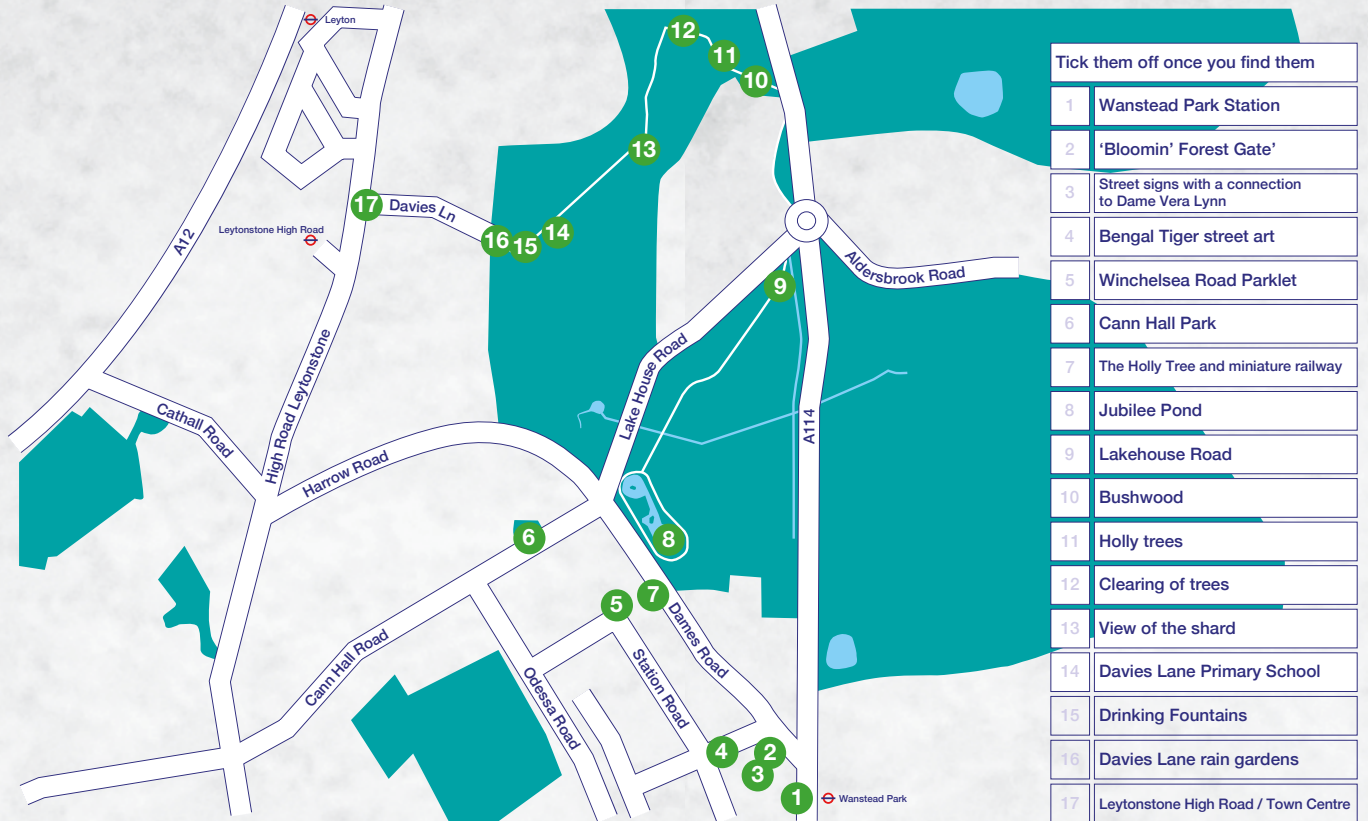 Leyton
12
11
10
13
17
Davies Ln
16
15
14
Leytonstone High Road
A12
9
Aldersbrook Road
Lake House Road
High Road Leytonstone
A114
Cathall Road
Harrow Road
6
8
5
7
Dames Road
Cann Hall Road
Odessa Road
Station Road
4
2
3
1
Wanstead Park
Tick them off once you find them
1 Wanstead Park Station
2 ‘Bloomin’ Forest Gate’
3 Street signs with a connection
to Dame Vera Lynn
4 Bengal Tiger street art
5 Winchelsea Road Parklet
6 Cann Hall Park
7 The Holly Tree and miniature railway
8 Jubilee Pond
9 Lakehouse Road
10 Bushwood
11 Holly trees
12 Clearing of trees
13 View of the shard
14 Davies Lane Primary School
15 Drinking Fountains
16 Davies Lane rain gardens
17 Leytonstone High Road / Town Centre